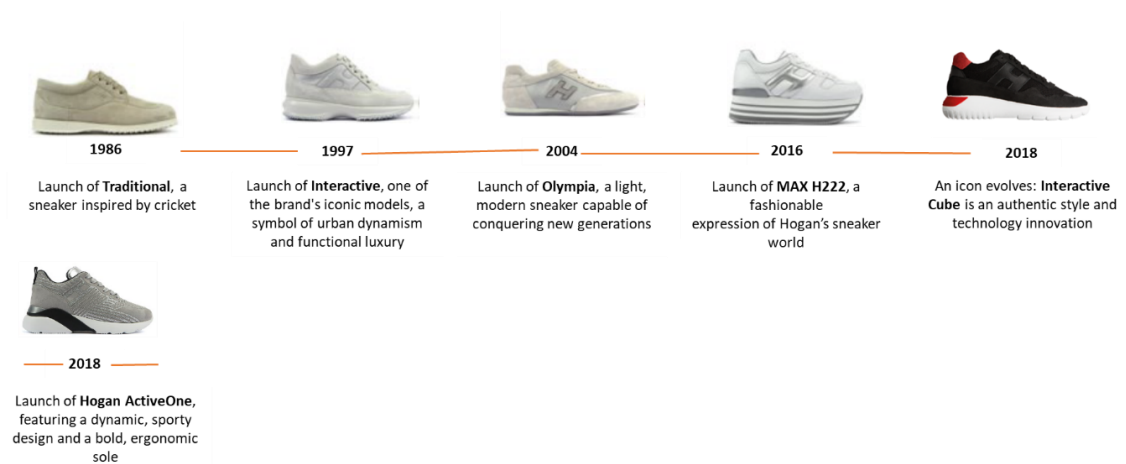 1986
Launch of Traditional, a
sneaker inspired by cricket
1997
Launch of Interactive, one of
the brand's iconic models, a
symbol of urban dynamism
and functional luxury
2004
Launch of Olympia, a light,
modern sneaker capable of
conquering new generations
2016
Launch of MAX H222, a
fashionable
expression of Hogan’s sneaker
world
2018
An icon evolves: Interactive
Cube is an authentic style and
technology innovation
2018
Launch of Hogan ActiveOne,
featuring a dynamic, sporty
design and a bold, ergonomic
sole